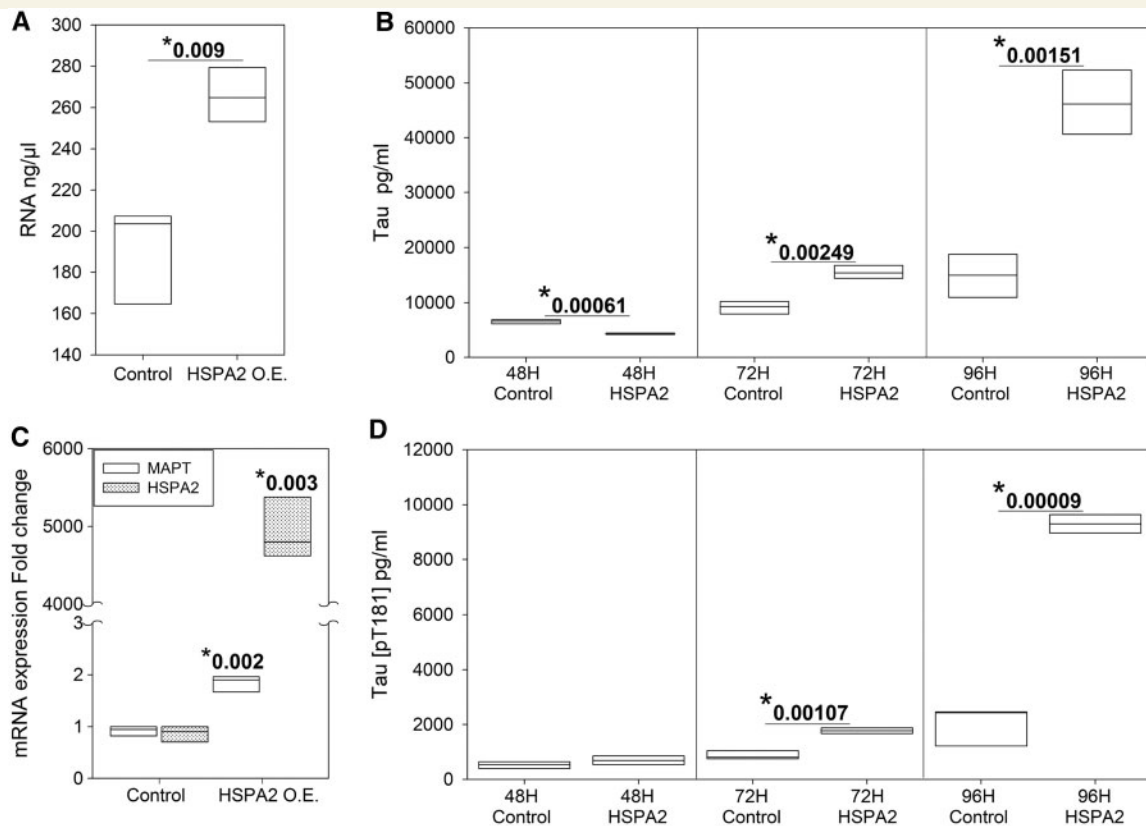 A
300
280
260
240
220
200
180
160
140
RNA ng/µl
*0.009
Control HSPA2 O.E.
B
60000
50000
40000
30000
20000
10000
0
Tau pg/ml
*0.00061
*0.00249
*0.00151
48H 48H 72H 72H 96H 96H
Control HSPA2 Control HSPA2 Control HSPA2
C
6000
5000
4000
3
2
1
0
mRNA expression Fold change
MAPT
HSPA2
*0.003
*0.002
Control HSPA2 O.E.
D
12000
10000
8000
6000
4000
2000
0
Tau [pT181] pg/ml
*0.00107
*0.00009
48H 48H 72H 72H 96H 96H
Control HSPA2 Control HSPA2 Control HSPA2